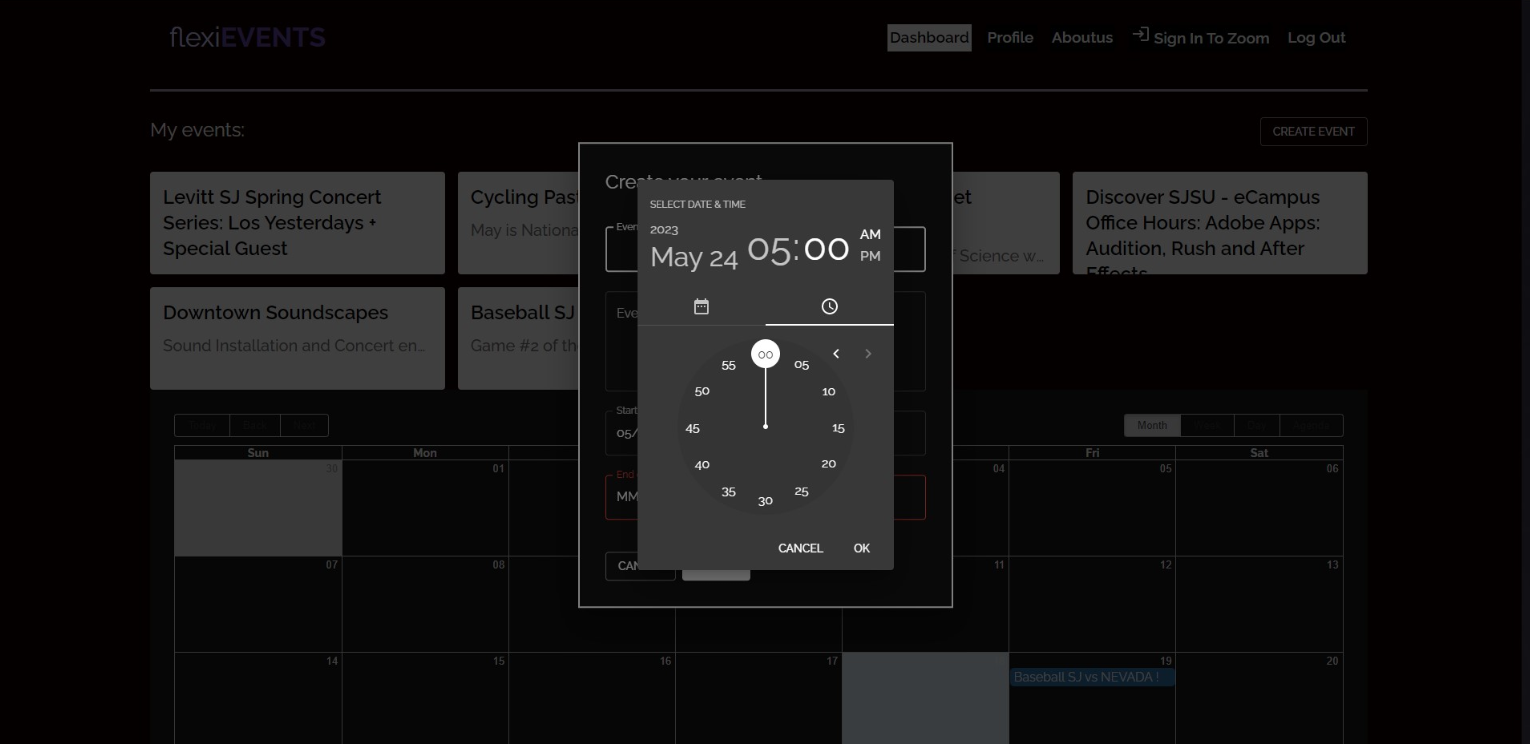 flexiEVENTS
Dashboard Profile Aboutus Sign In To Zoom Log Out
My events:
CREATE EVENT
Levitt SJ Spring Concert
Series: Los Yesterdays +
Special Guest
Cycling Past
May is Nationa
et
f Science w...
Discover SJSU - eCampus
Office Hours: Adobe Apps:
Audition, Rush and After
Effects
Downtown Soundscapes
Sound Installation and Concert en...
Baseball SJ
Game #2 of th
Create your event
Even
Eve
Start
05/
End
MM
CAN
SELECT DATE & TIME
2023
May 24 05:00 AM
PM
00
55 05
50 10
45 15
40 20
35 25
30
CANCEL OK
Today Back Next
Month Week Day Agenda
Sun Mon Fri Sat
30 01 04 05 06
07 08 11 12 13
14 15 16 17 19 20
Baseball SJ vs NEVADA !